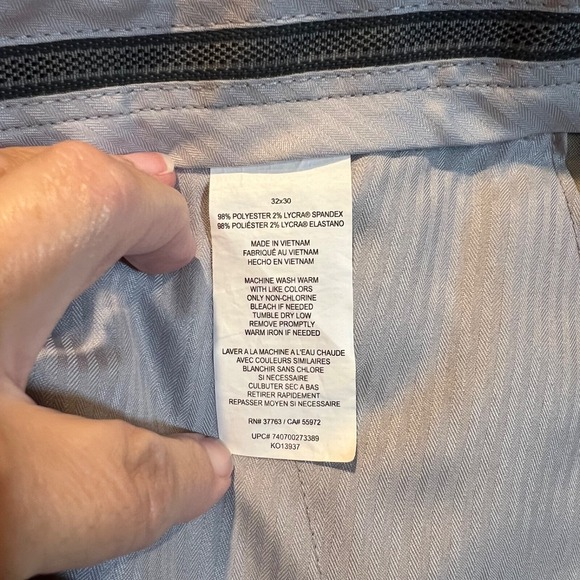 32x30
98% POLYESTER 2% LYCRA® SPANDEX
98% POLIÉSTER 2% LYCRA® ELASTANO
MADE IN VIETNAM
FABRIQUÉ AU VIETNAM
HECHO EN VIETNAM
MACHINE WASH WARM
WITH LIKE COLORS
ONLY NON-CHLORINE
BLEACH IF NEEDED
TUMBLE DRY LOW
REMOVE PROMPTLY
WARM IRON IF NEEDED
LAVER A LA MACHINE A L'EAU CHAUDE
AVEC COULEURS SIMILAIRES
BLANCHIR SANS CHLORE
SI NECESSAIRE
CULBUTER SEC A BAS
RETIRER RAPIDEMENT
REPASSER MOYEN SI NECESSAIRE
RN# 37763 / CA# 55972
UPC# 740700273389
KO13937